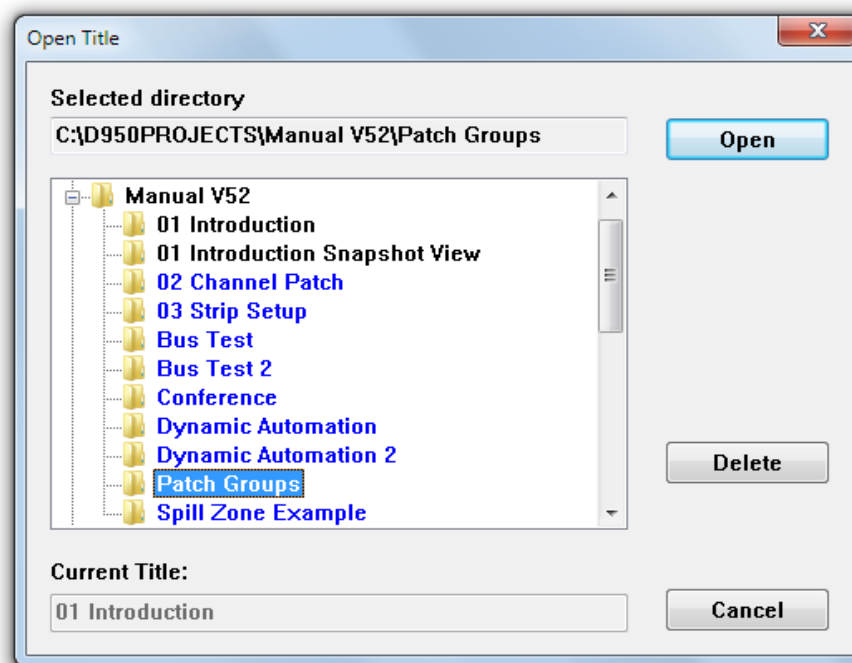 Open Title
Selected directory
C:\D950PROJECTS\Manual V52\Patch Groups
Open
Manual V52
01 Introduction
01 Introduction Snapshot View
02 Channel Patch
03 Strip Setup
Bus Test
Bus Test 2
Conference
Dynamic Automation
Dynamic Automation 2
Patch Groups
Spill Zone Example
Delete
Current Title:
01 Introduction
Cancel